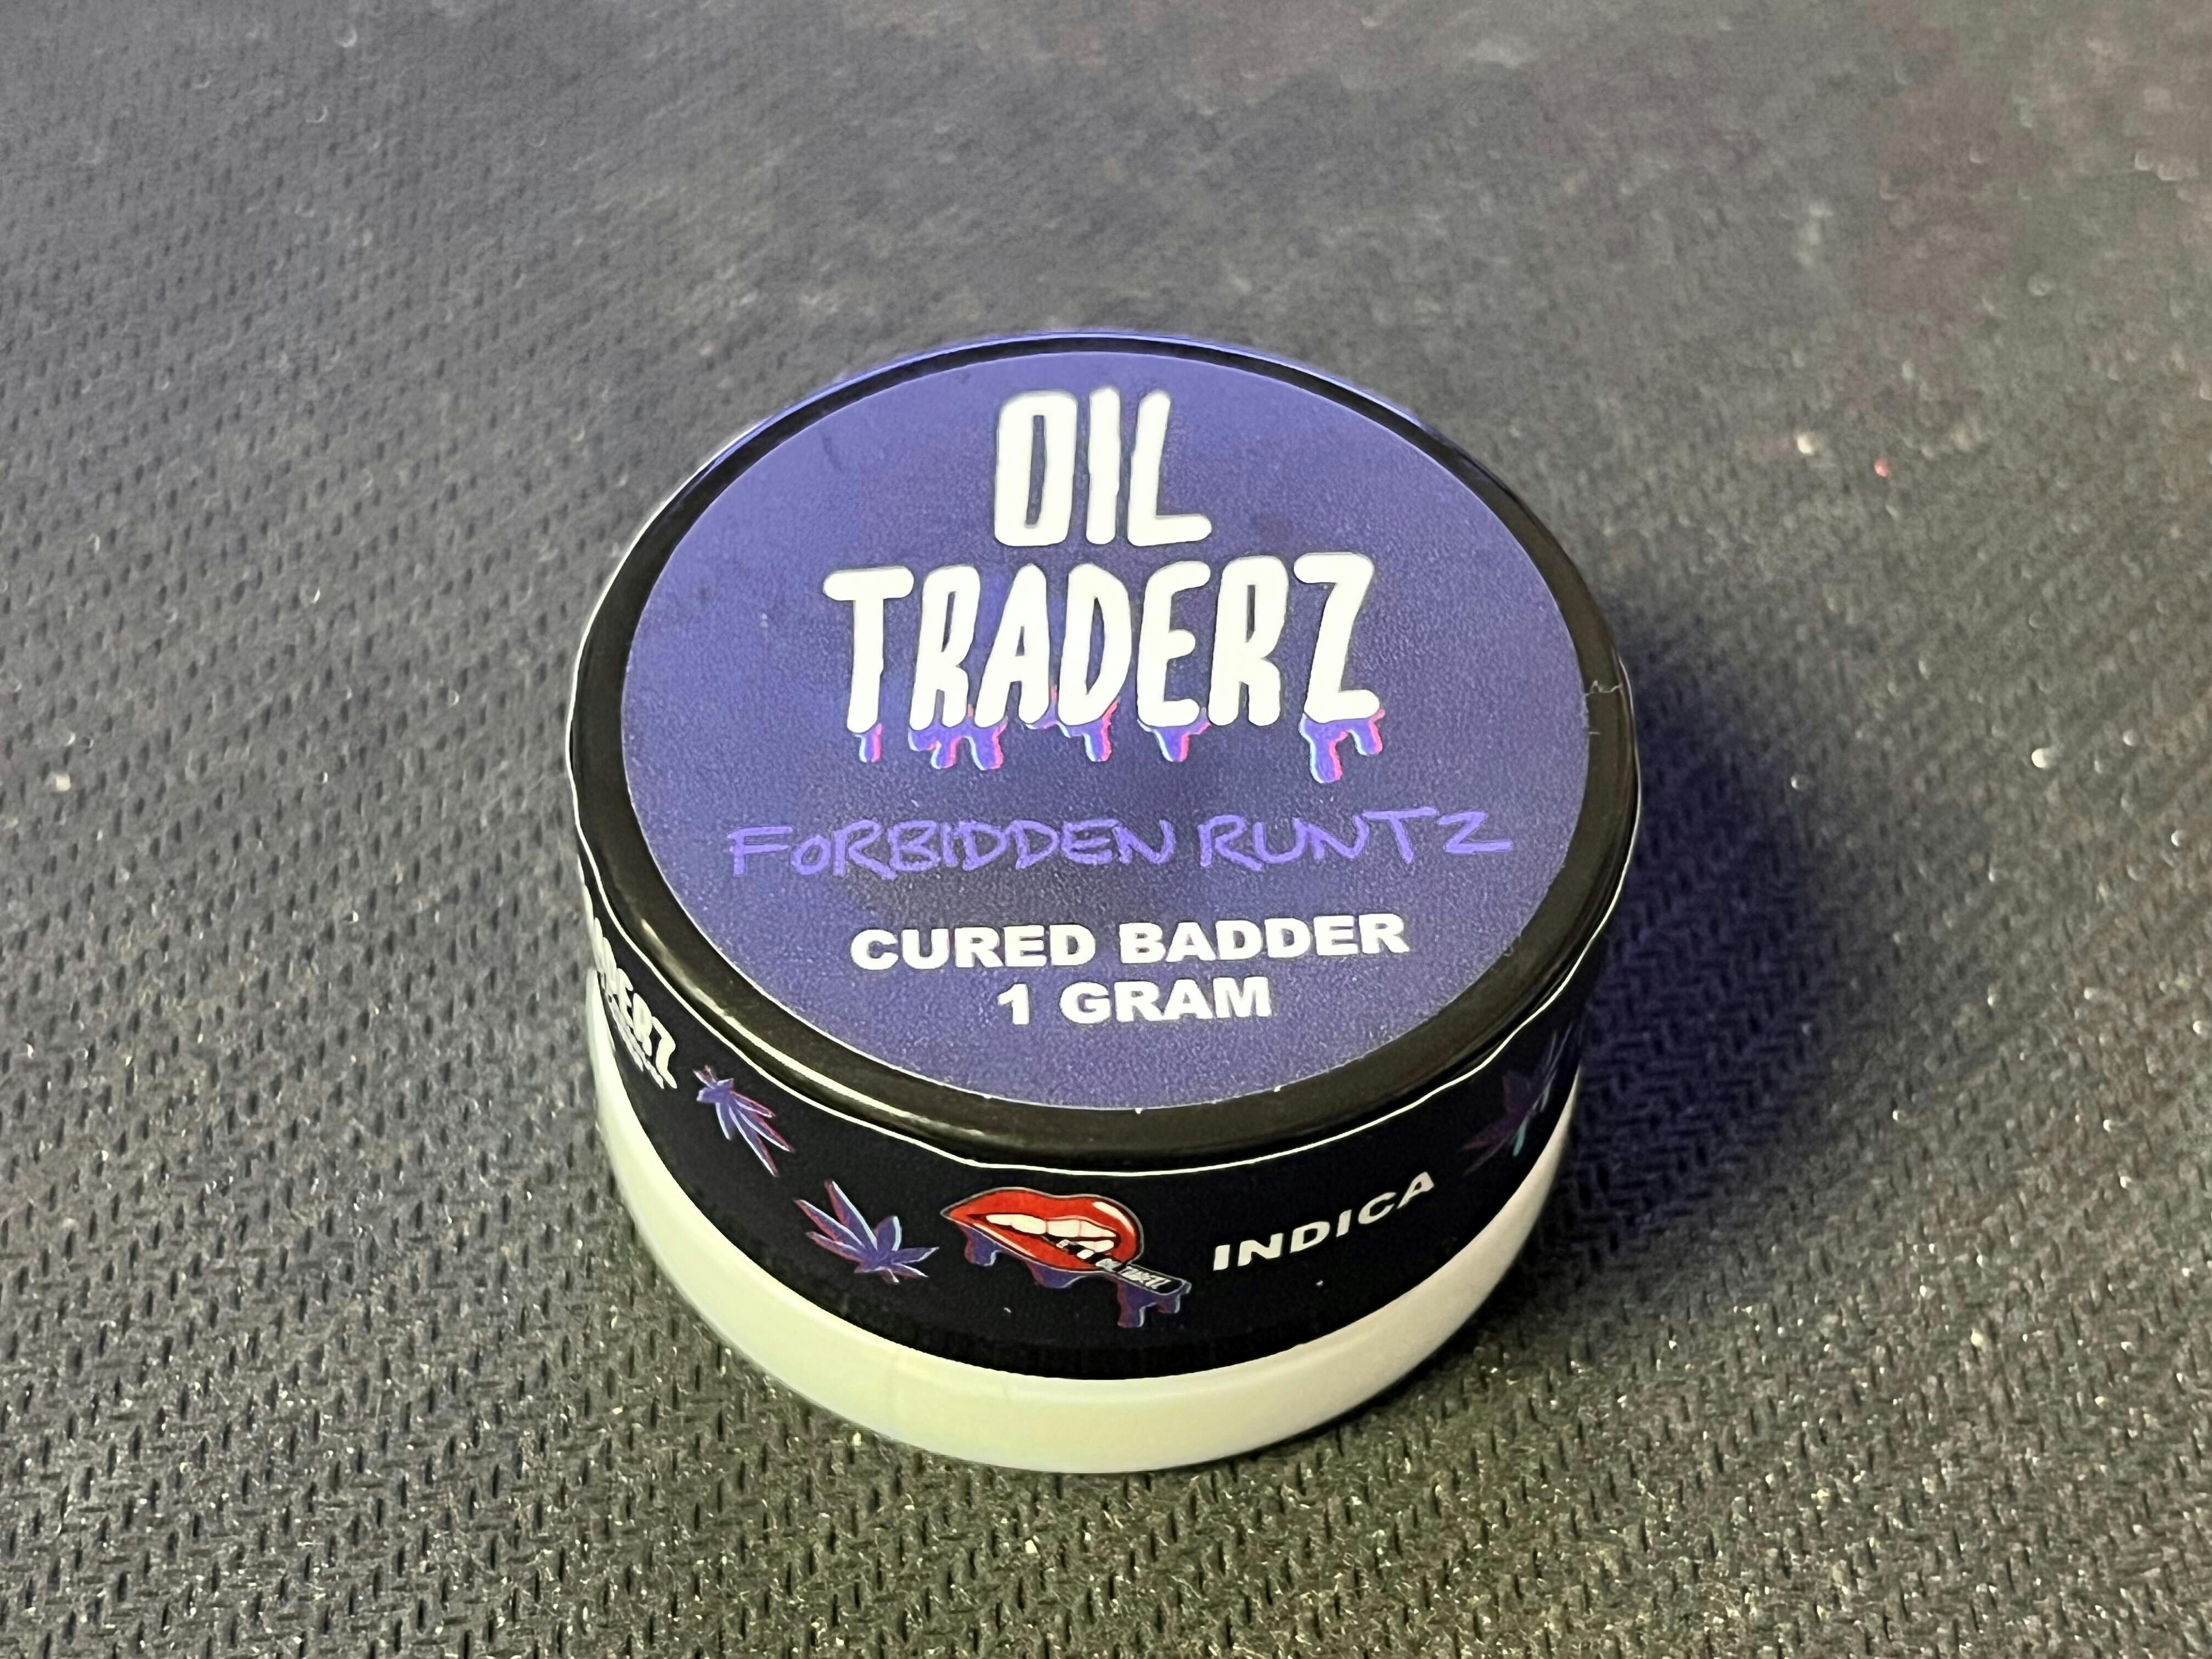 OIL
TRADERZ
FORBIDDEN RUNTZ
CURED BADDER
1 GRAM
INDICA